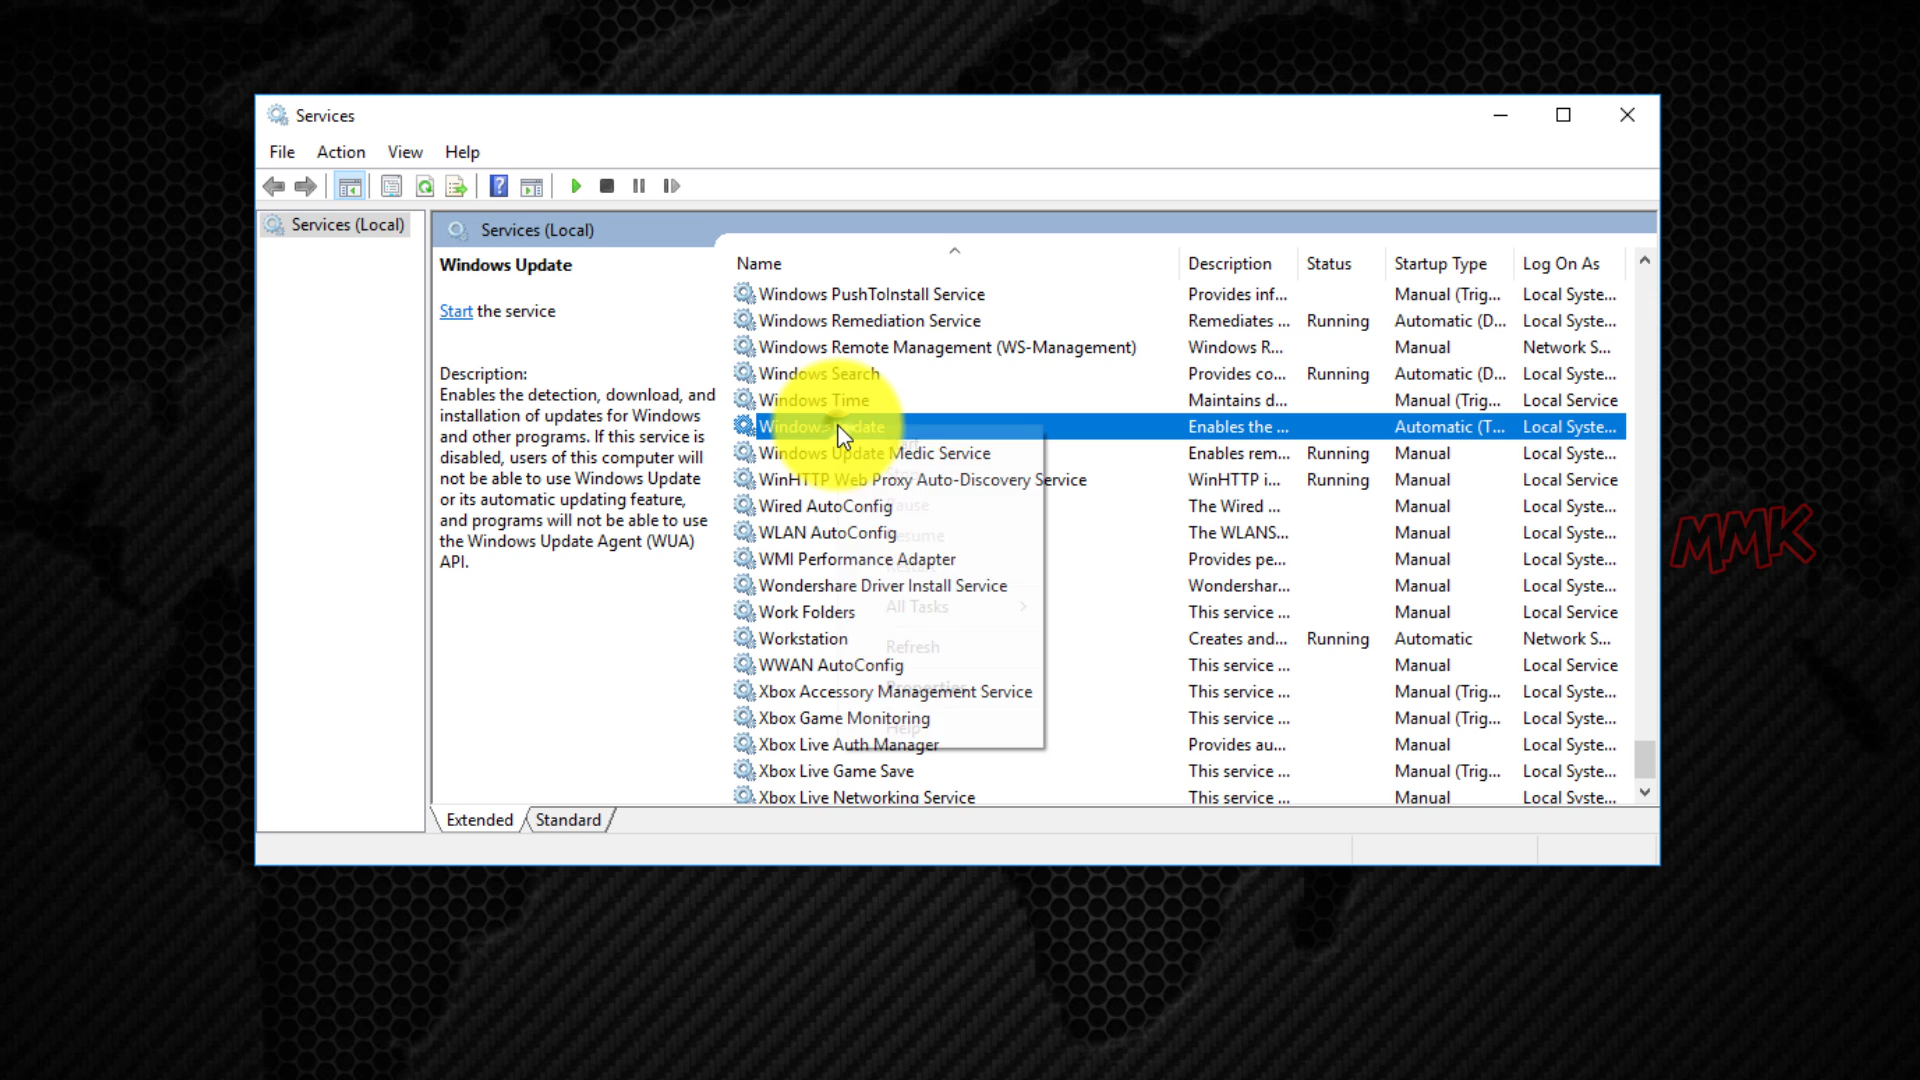 Services
File Action View Help
Services (Local)
Services (Local)
Windows Update
Start the service
Description:
Enables the detection, download, and
installation of updates for Windows
and other programs. If this service is
disabled, users of this computer will
not be able to use Windows Update
or its automatic updating feature,
and programs will not be able to use
the Windows Update Agent (WUA)
API.
Name Description Status Startup Type Log On As
Windows PushToInstall Service Provides inf... Manual (Trig... Local Syste...
Windows Remediation Service Remediates ... Running Automatic (D... Local Syste...
Windows Remote Management (WS-Management) Windows R... Manual Network S...
Windows Search Provides co... Running Automatic (D... Local Syste...
Windows Time Maintains d... Manual (Trig... Local Service
Windows Update Enables the ... Automatic (T... Local Syste...
Windows Update Medic Service Enables rem... Running Manual Local Syste...
WinHTTP Web Proxy Auto-Discovery Service WinHTTP i... Running Manual Local Service
Wired AutoConfig The Wired ... Manual Local Syste...
WLAN AutoConfig The WLANS... Manual Local Syste...
WMI Performance Adapter Provides pe... Manual Local Syste...
Wondershare Driver Install Service Wondershar... Manual Local Syste...
Work Folders This service ... Manual Local Service
Workstation Creates and... Running Automatic Network S...
WWAN AutoConfig This service ... Manual Local Service
Xbox Accessory Management Service This service ... Manual (Trig... Local Syste...
Xbox Game Monitoring This service ... Manual (Trig... Local Syste...
Xbox Live Auth Manager Provides au... Manual Local Syste...
Xbox Live Game Save This service ... Manual (Trig... Local Syste...
Xbox Live Networking Service This service ... Manual Local Syste...
All Tasks
Refresh
Properties
Help
Extended Standard
MMK